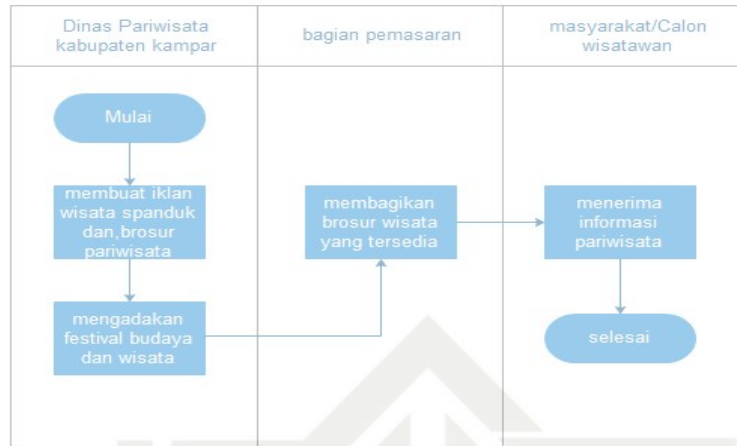 Dinas Pariwisata
kabupaten kampar
bagian pemasaran
masyarakat/Calon
wisatawan
Mulai
membuat iklan
wisata spanduk
dan,brosur
pariwisata
mengadakan
festival budaya
dan wisata
membagikan
brosur wisata
yang tersedia
menerima
informasi
pariwisata
selesai